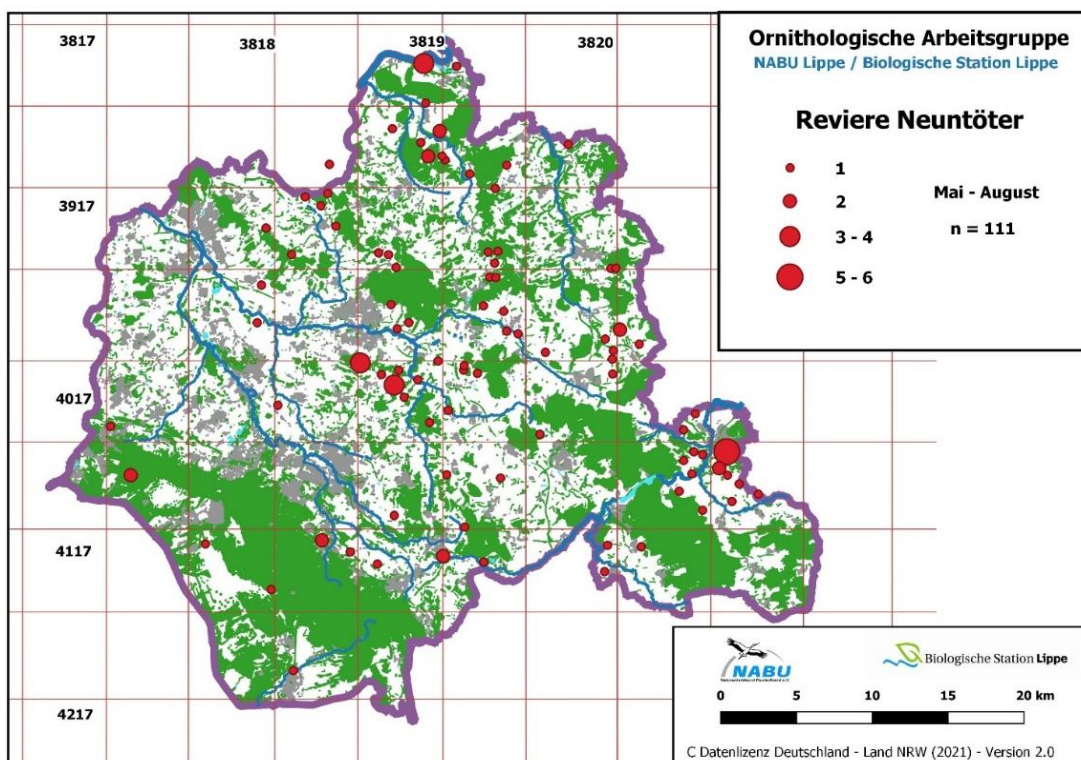 3817
3818
3819
3820
3917
4017
4117
4217
Ornithologische Arbeitsgruppe
NABU Lippe / Biologische Station Lippe
Reviere Neuntöter
1
2
3 - 4
5 - 6
Mai - August
n = 111
NABU
Biologische Station Lippe
0 5 10 15 20 km
C Datenlizenz Deutschland - Land NRW (2021) - Version 2.0